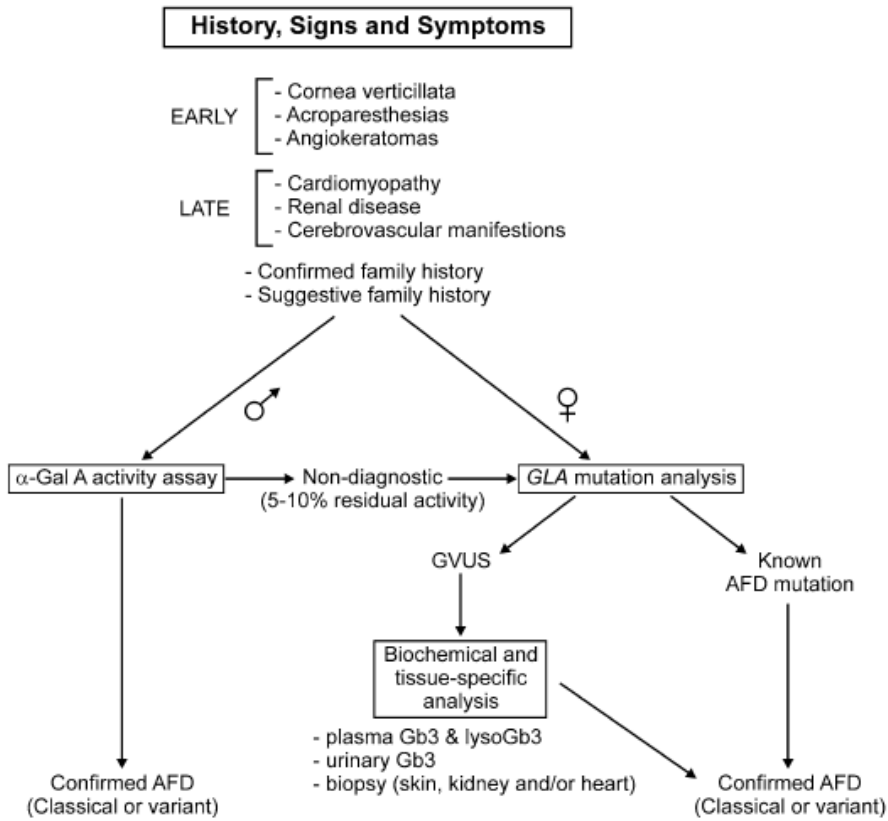 History, Signs and Symptoms
EARLY
- Cornea verticillata
- Acroparesthesias
- Angiokeratomas
LATE
- Cardiomyopathy
- Renal disease
- Cerebrovascular manifestions
- Confirmed family history
- Suggestive family history
♂
♀
α-Gal A activity assay
Non-diagnostic
(5-10% residual activity)
GLA mutation analysis
GVUS
Known
AFD mutation
Biochemical and
tissue-specific
analysis
- plasma Gb3 & lysoGb3
- urinary Gb3
- biopsy (skin, kidney and/or heart)
Confirmed AFD
(Classical or variant)
Confirmed AFD
(Classical or variant)